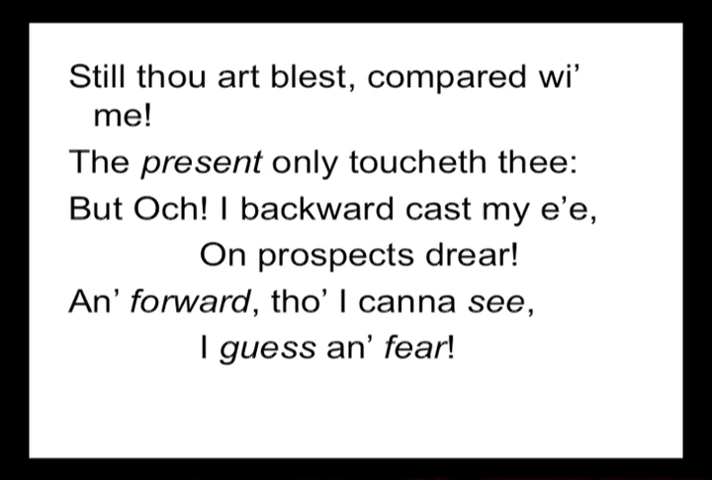 Still thou art blest, compared wi’
me!
The present only toucheth thee:
But Och! I backward cast my e’e,
On prospects drear!
An’ forward, tho’ I canna see,
I guess an’ fear!